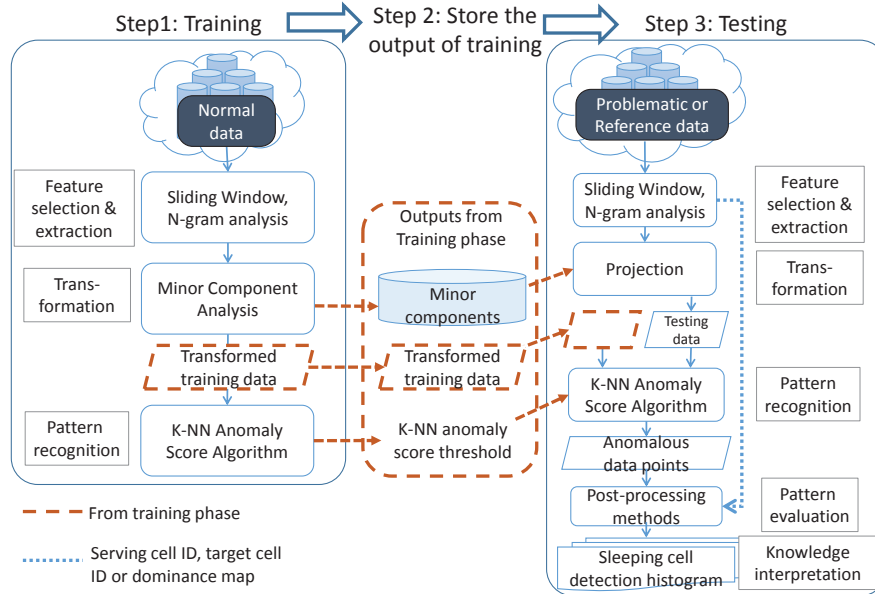 Step1: Training
Step 2: Store the
output of training
Step 3: Testing
Normal
data
Feature
selection &
extraction
Sliding Window,
N-gram analysis
Trans-
formation
Minor Component
Analysis
Transformed
training data
Pattern
recognition
K-NN Anomaly
Score Algorithm
Outputs from
Training phase
Minor
components
Transformed
training data
K-NN anomaly
score threshold
Problematic or
Reference data
Sliding Window,
N-gram analysis
Feature
selection &
extraction
Projection
Trans-
formation
Testing
data
K-NN Anomaly
Score Algorithm
Pattern
recognition
Anomalous
data points
Post-processing
methods
Pattern
evaluation
Sleeping cell
detection histogram
Knowledge
interpretation
From training phase
Serving cell ID, target cell
ID or dominance map